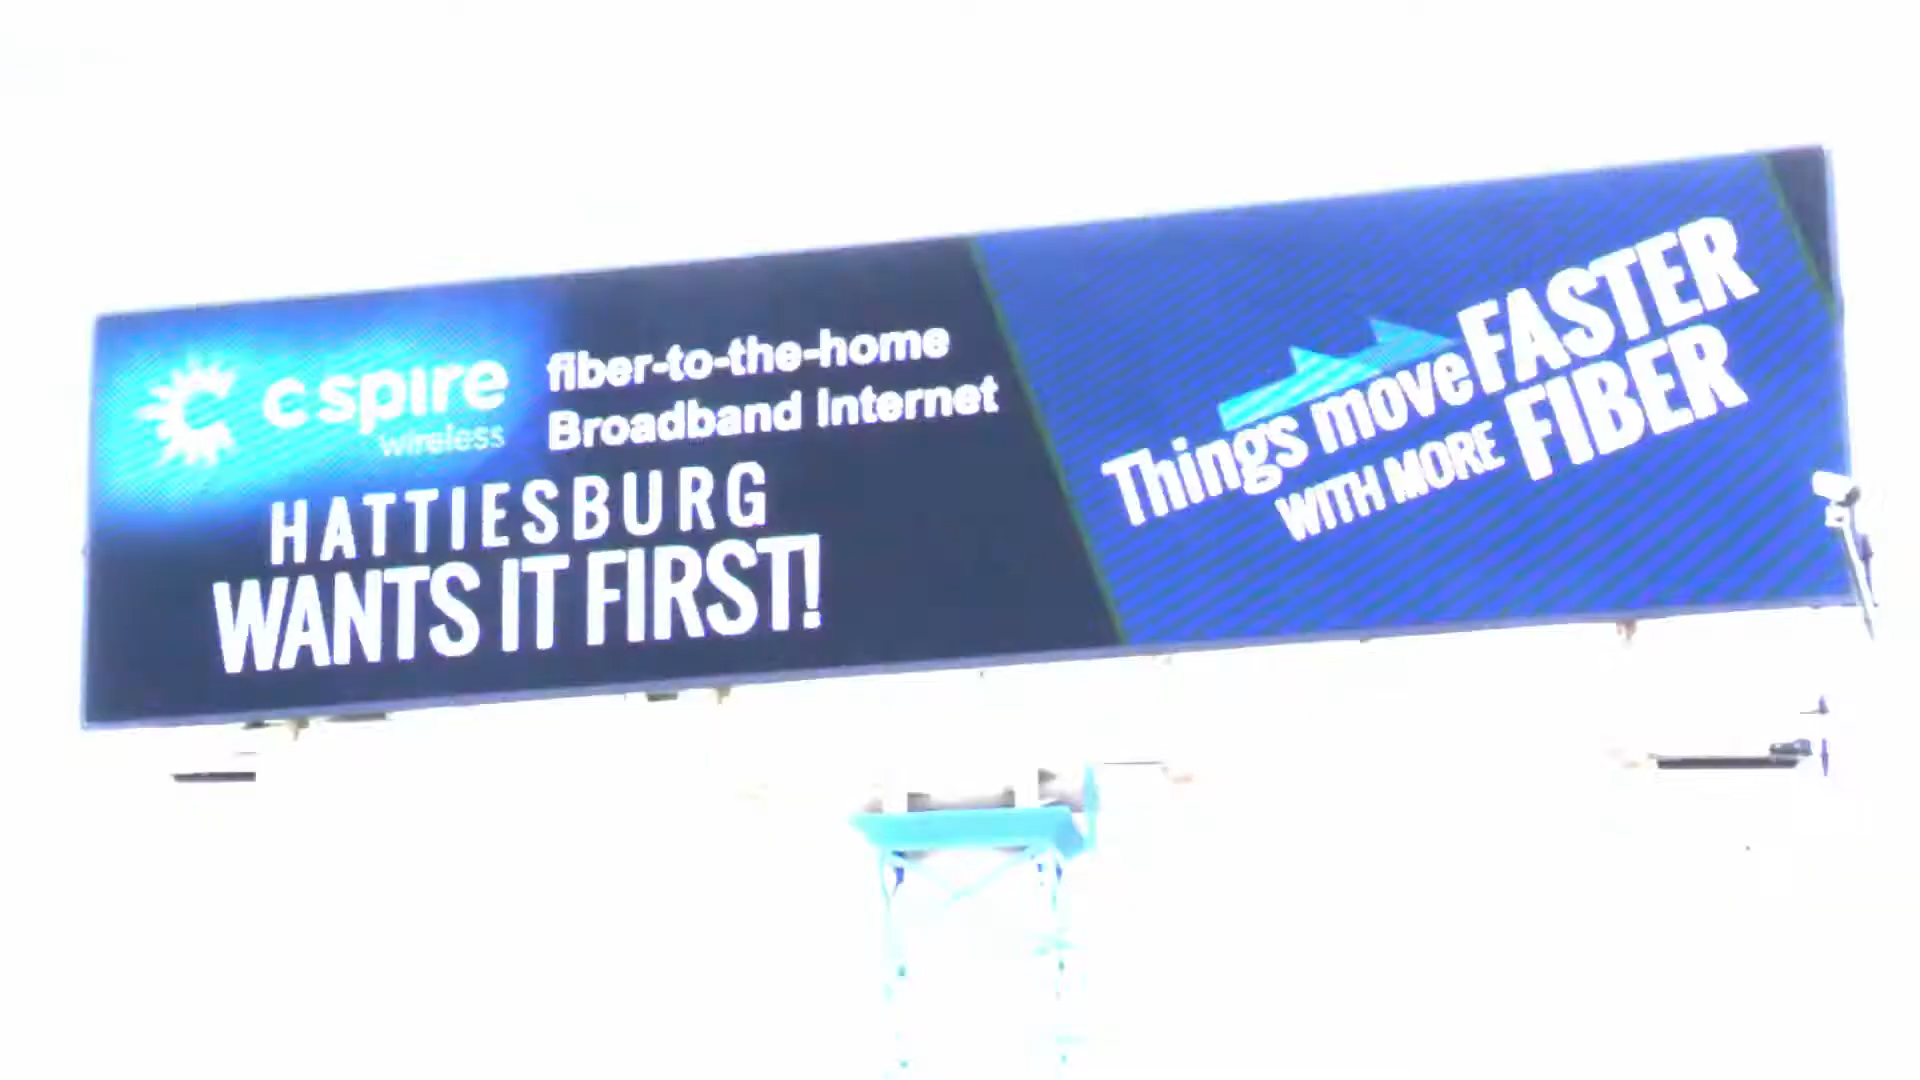 c spire
wireless
fiber-to-the-home
Broadband Internet
HATTIESBURG
WANTS IT FIRST!
Things move FASTER
WITH MORE FIBER